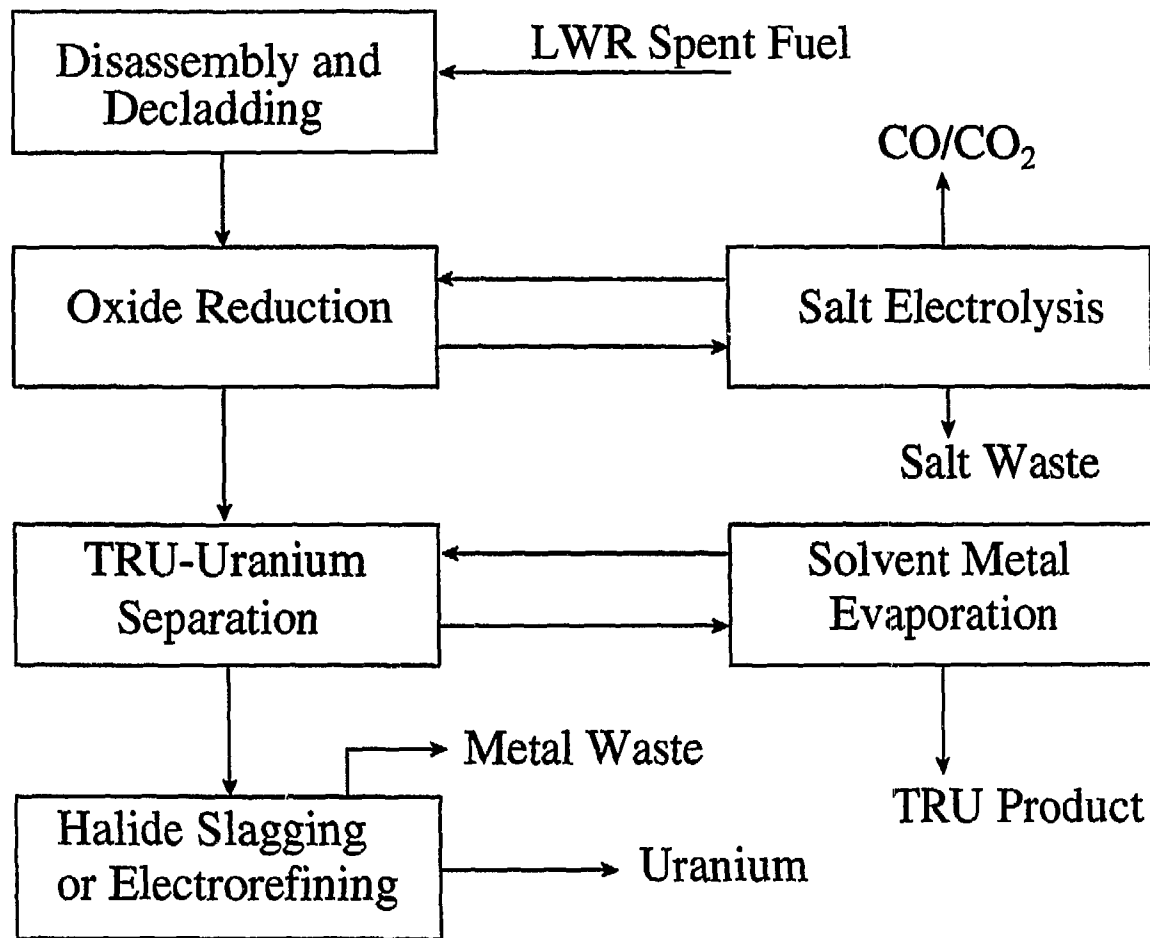 LWR Spent Fuel
Disassembly and
Decladding
CO/CO₂
Oxide Reduction
Salt Electrolysis
Salt Waste
TRU-Uranium
Separation
Solvent Metal
Evaporation
Metal Waste
TRU Product
Halide Slagging
or Electrorefining
Uranium